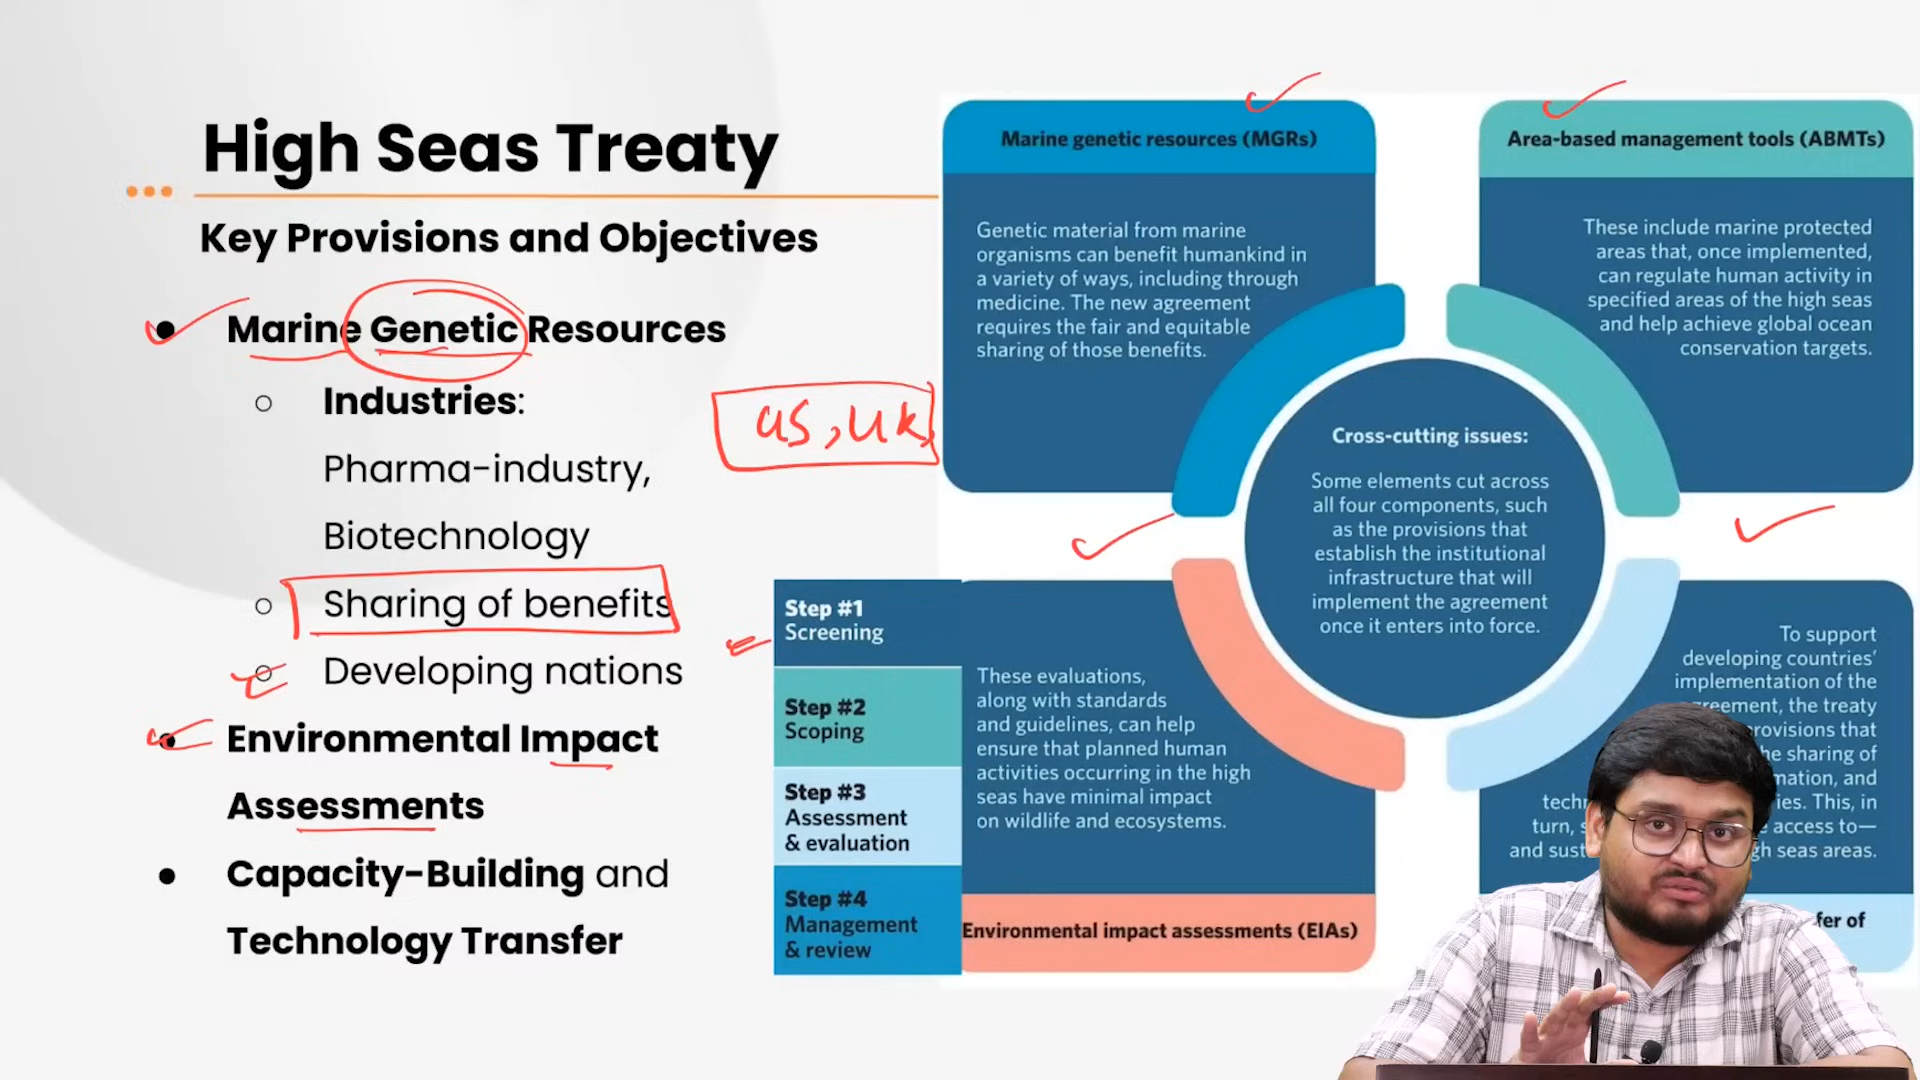 High Seas Treaty
Key Provisions and Objectives
Marine Genetic Resources
Industries:
Pharma-industry,
Biotechnology
Sharing of benefits
Developing nations
Environmental Impact
Assessments
Capacity-Building and
Technology Transfer
us, uk,
Marine genetic resources (MGRs)
Genetic material from marine
organisms can benefit humankind in
a variety of ways, including through
medicine. The new agreement
requires the fair and equitable
sharing of those benefits.
Area-based management tools (ABMTs)
These include marine protected
areas that, once implemented,
can regulate human activity in
specified areas of the high seas
and help achieve global ocean
conservation targets.
Cross-cutting issues:
Some elements cut across
all four components, such
as the provisions that
establish the institutional
infrastructure that will
implement the agreement
once it enters into force.
Step #1
Screening
Step #2
Scoping
Step #3
Assessment
& evaluation
Step #4
Management
& review
These evaluations,
along with standards
and guidelines, can help
ensure that planned human
activities occurring in the high
seas have minimal impact
on wildlife and ecosystems.
Environmental impact assessments (EIAs)
To support
developing countries'
implementation of the
the treaty
that
sharing of
and
This, in
turn, access to—
and seas areas.
of